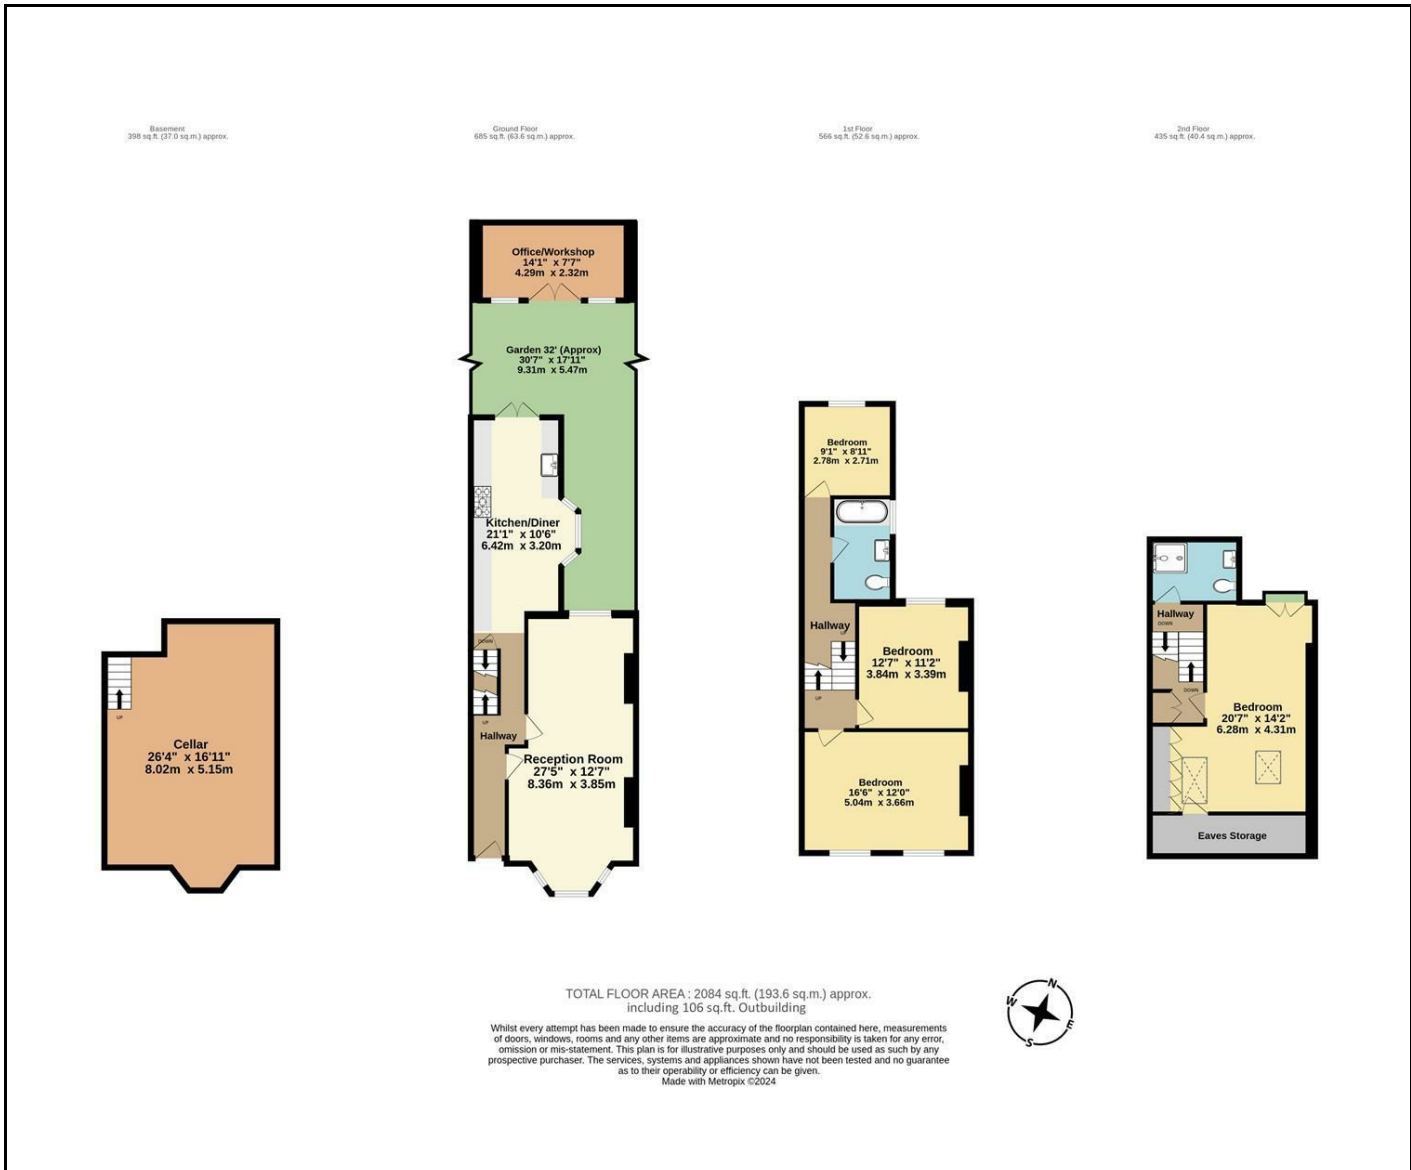 Basement
398 sq.ft. (37.0 sq.m.) approx.
Ground Floor
685 sq.ft. (63.6 sq.m.) approx.
1st Floor
566 sq.ft. (52.6 sq.m.) approx.
2nd Floor
435 sq.ft. (40.4 sq.m.) approx.
UP
Cellar
26'4" x 16'11"
8.02m x 5.15m
Office/Workshop
14'1" x 7'7"
4.29m x 2.32m
Garden 32' (Approx)
30'7" x 17'11"
9.31m x 5.47m
Kitchen/Diner
21'1" x 10'6"
6.42m x 3.20m
DOWN
UP
Hallway
Reception Room
27'5" x 12'7"
8.36m x 3.85m
Bedroom
9'1" x 8'11"
2.78m x 2.71m
Hallway
UP
UP
Bedroom
12'7" x 11'2"
3.84m x 3.39m
Bedroom
16'6" x 12'0"
5.04m x 3.66m
Hallway
DOWN
DOWN
Bedroom
20'7" x 14'2"
6.28m x 4.31m
Eaves Storage
TOTAL FLOOR AREA : 2084 sq.ft. (193.6 sq.m.) approx.
including 106 sq.ft. Outbuilding
Whilst every attempt has been made to ensure the accuracy of the floorplan contained here, measurements
of doors, windows, rooms and any other items are approximate and no responsibility is taken for any error,
omission or mis-statement. This plan is for illustrative purposes only and should be used as such by any
prospective purchaser. The services, systems and appliances shown have not been tested and no guarantee
as to their operability or efficiency can be given.
Made with Metropix ©2024
N
W
E
S